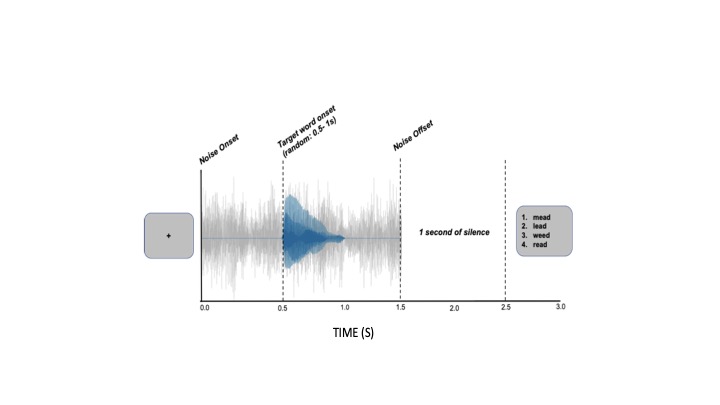 Noise Onset
Target word onset
(random: 0.5- 1s)
Noise Offset
+
1 second of silence
1. mead
2. lead
3. weed
4. read
0.0 0.5 1.0 1.5 2.0 2.5 3.0
TIME (S)